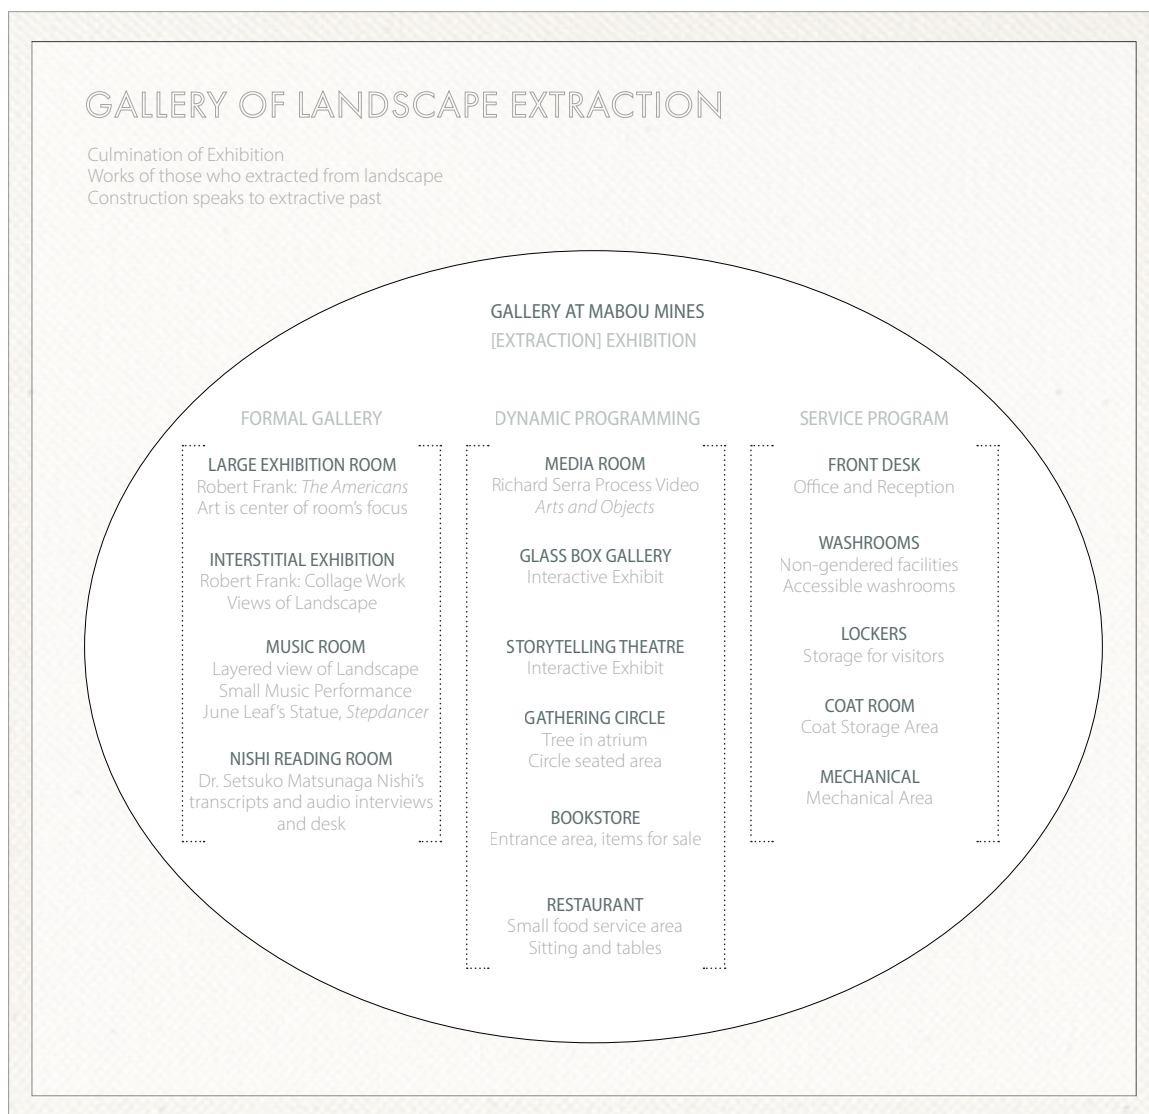 GALLERY OF LANDSCAPE EXTRACTION
Culmination of Exhibition
Works of those who extracted from landscape
Construction speaks to extractive past
GALLERY AT MABOU MINES
[EXTRACTION] EXHIBITION
FORMAL GALLERY
LARGE EXHIBITION ROOM
Robert Frank: The Americans
Art is center of room's focus
INTERSTITIAL EXHIBITION
Robert Frank: Collage Work
Views of Landscape
MUSIC ROOM
Layered view of Landscape
Small Music Performance
June Leaf's Statue, Stepdancer
NISHI READING ROOM
Dr. Setsuko Matsunaga Nishi's
transcripts and audio interviews
and desk
DYNAMIC PROGRAMMING
MEDIA ROOM
Richard Serra Process Video
Arts and Objects
GLASS BOX GALLERY
Interactive Exhibit
STORYTELLING THEATRE
Interactive Exhibit
GATHERING CIRCLE
Tree in atrium
Circle seated area
BOOKSTORE
Entrance area, items for sale
RESTAURANT
Small food service area
Sitting and tables
SERVICE PROGRAM
FRONT DESK
Office and Reception
WASHROOMS
Non-gendered facilities
Accessible washrooms
LOCKERS
Storage for visitors
COAT ROOM
Coat Storage Area
MECHANICAL
Mechanical Area